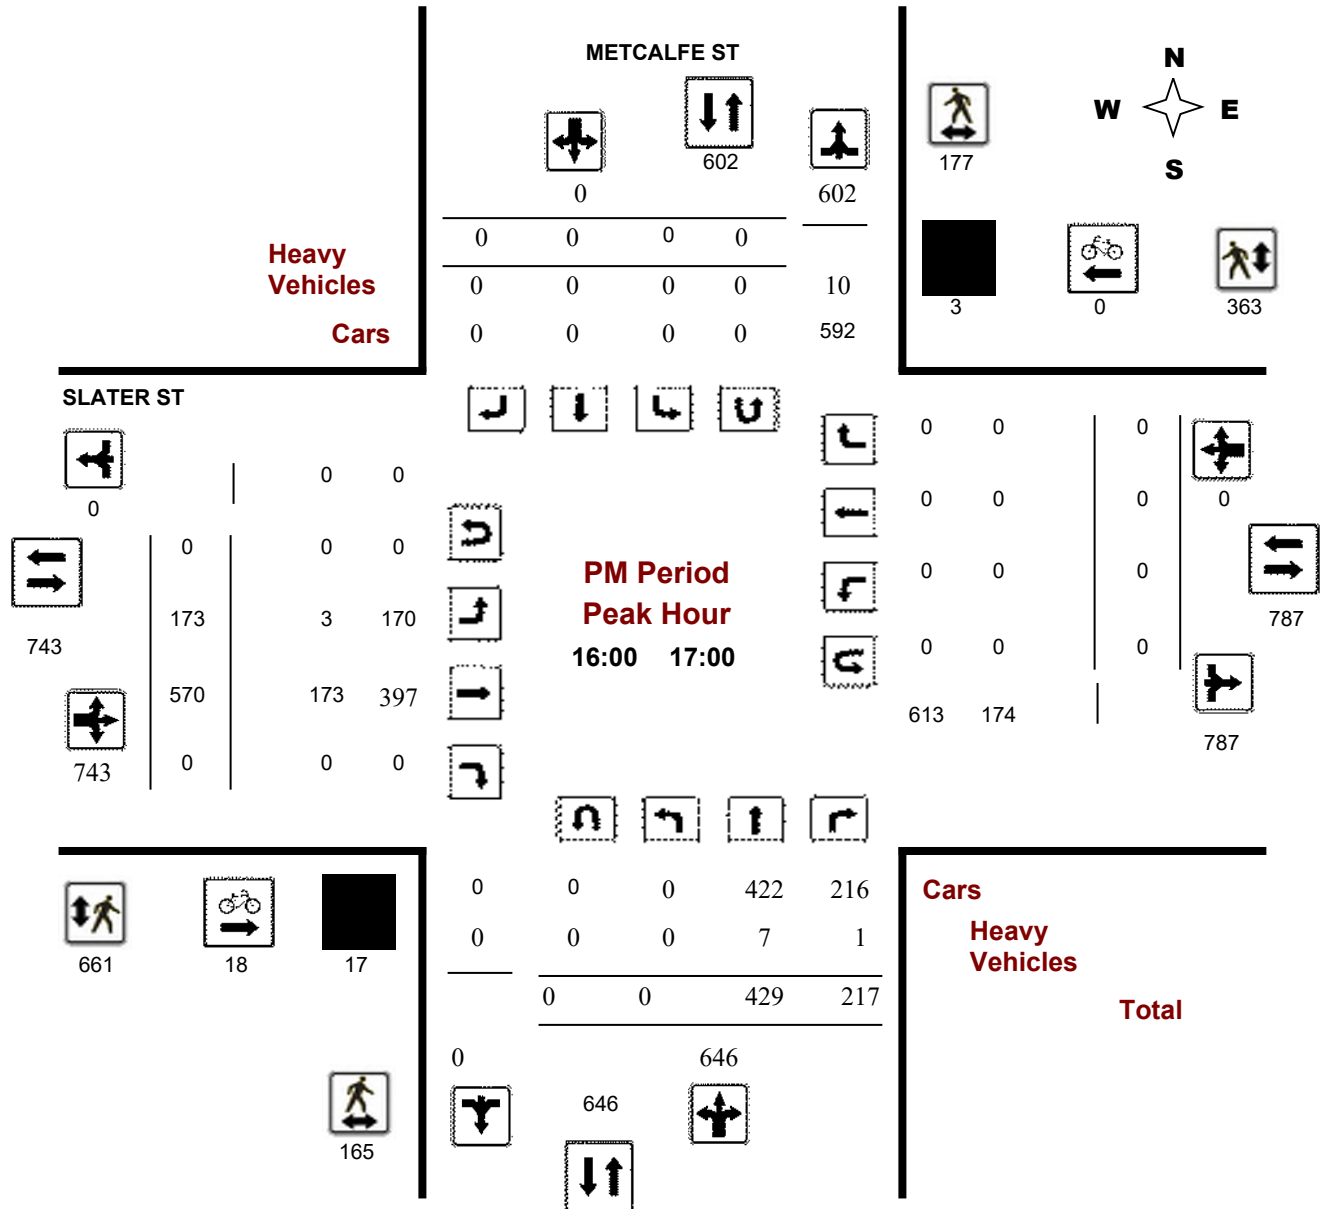 METCALFE ST
N
W E
S
602
177
0
602
0 0 0 0
Heavy
Vehicles
0 0 0 0 10
3 0 363
Cars
0 0 0 0 592
SLATER ST
0 0 0
0 0
0
0 0 0 0
0 0 0
PM Period
Peak Hour
0 0 0
173 3 170
787
743
16:00 17:00
0 0 0
570 173 397
613 174
787
743
0 0 0
0 0 0 422 216
Cars
0 0 0 7 1
Heavy
Vehicles
661 18 17
0 0 429 217
Total
0 646
646
165